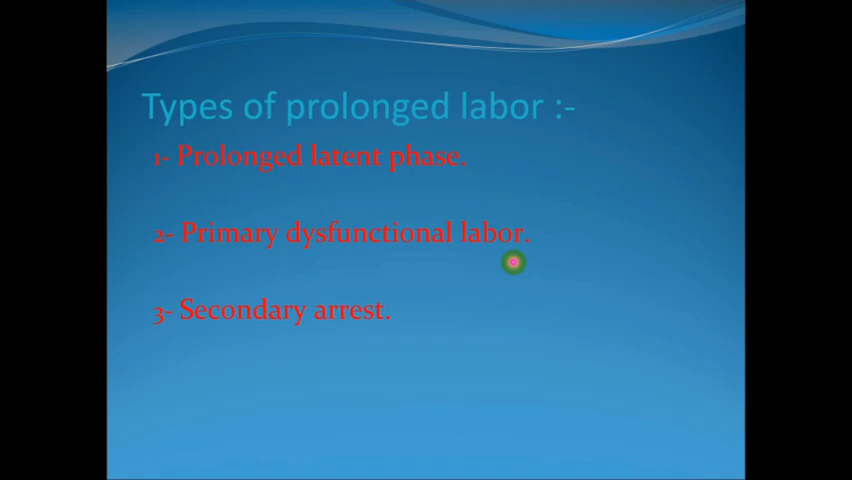 Types of prolonged labor :-
1- Prolonged latent phase.
2- Primary dysfunctional labor.
3- Secondary arrest.